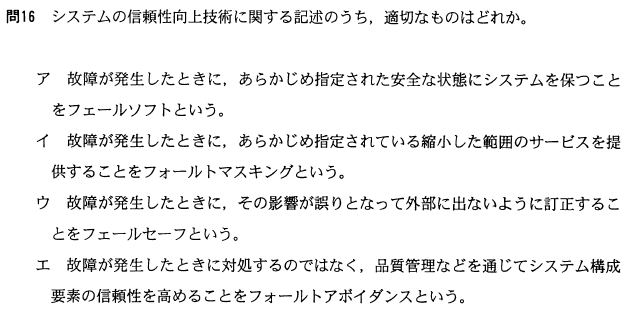 問16 システムの信頼性向上技術に関する記述のうち，適切なものはどれか。
ア 故障が発生したときに，あらかじめ指定された安全な状態にシステムを保つこと
をフェールソフトという。
イ 故障が発生したときに，あらかじめ指定されている縮小した範囲のサービスを提
供することをフォールトマスキングという。
ウ 故障が発生したときに，その影響が誤りとなって外部に出ないように訂正するこ
とをフェールセーフという。
エ 故障が発生したときに対処するのではなく，品質管理などを通じてシステム構成
要素の信頼性を高めることをフォールトアボイダンスという。